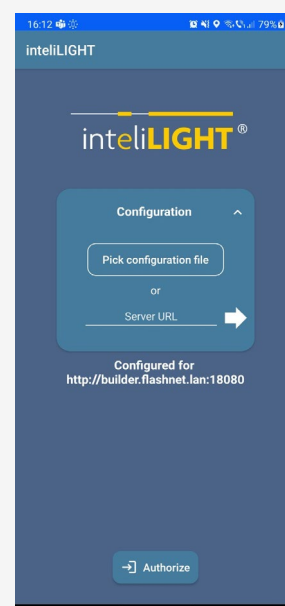 16:12 79%
inteliLIGHT
inteliLIGHT®
Configuration
Pick configuration file
or
Server URL
Configured for
http://builder.flashnet.lan:18080
Authorize